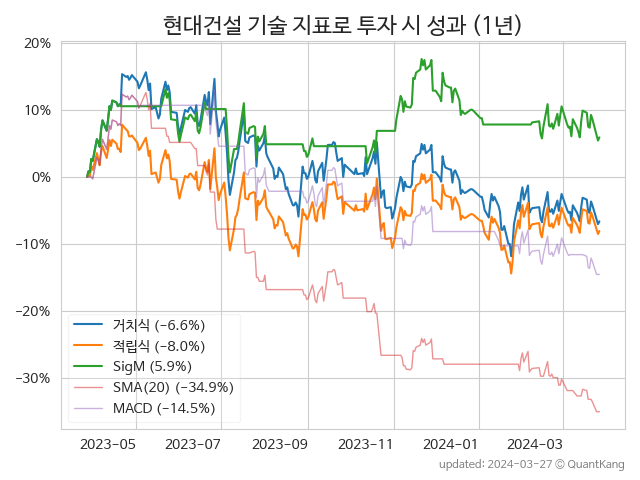 현대건설 기술 지표로 투자 시 성과 (1년)
20%
10%
0%
−10%
−20%
−30%
거치식 (−6.6%)
적립식 (−8.0%)
SigM (5.9%)
SMA(20) (−34.9%)
MACD (−14.5%)
2023-05 2023-07 2023-09 2023-11 2024-01 2024-03
updated: 2024-03-27 © QuantKang